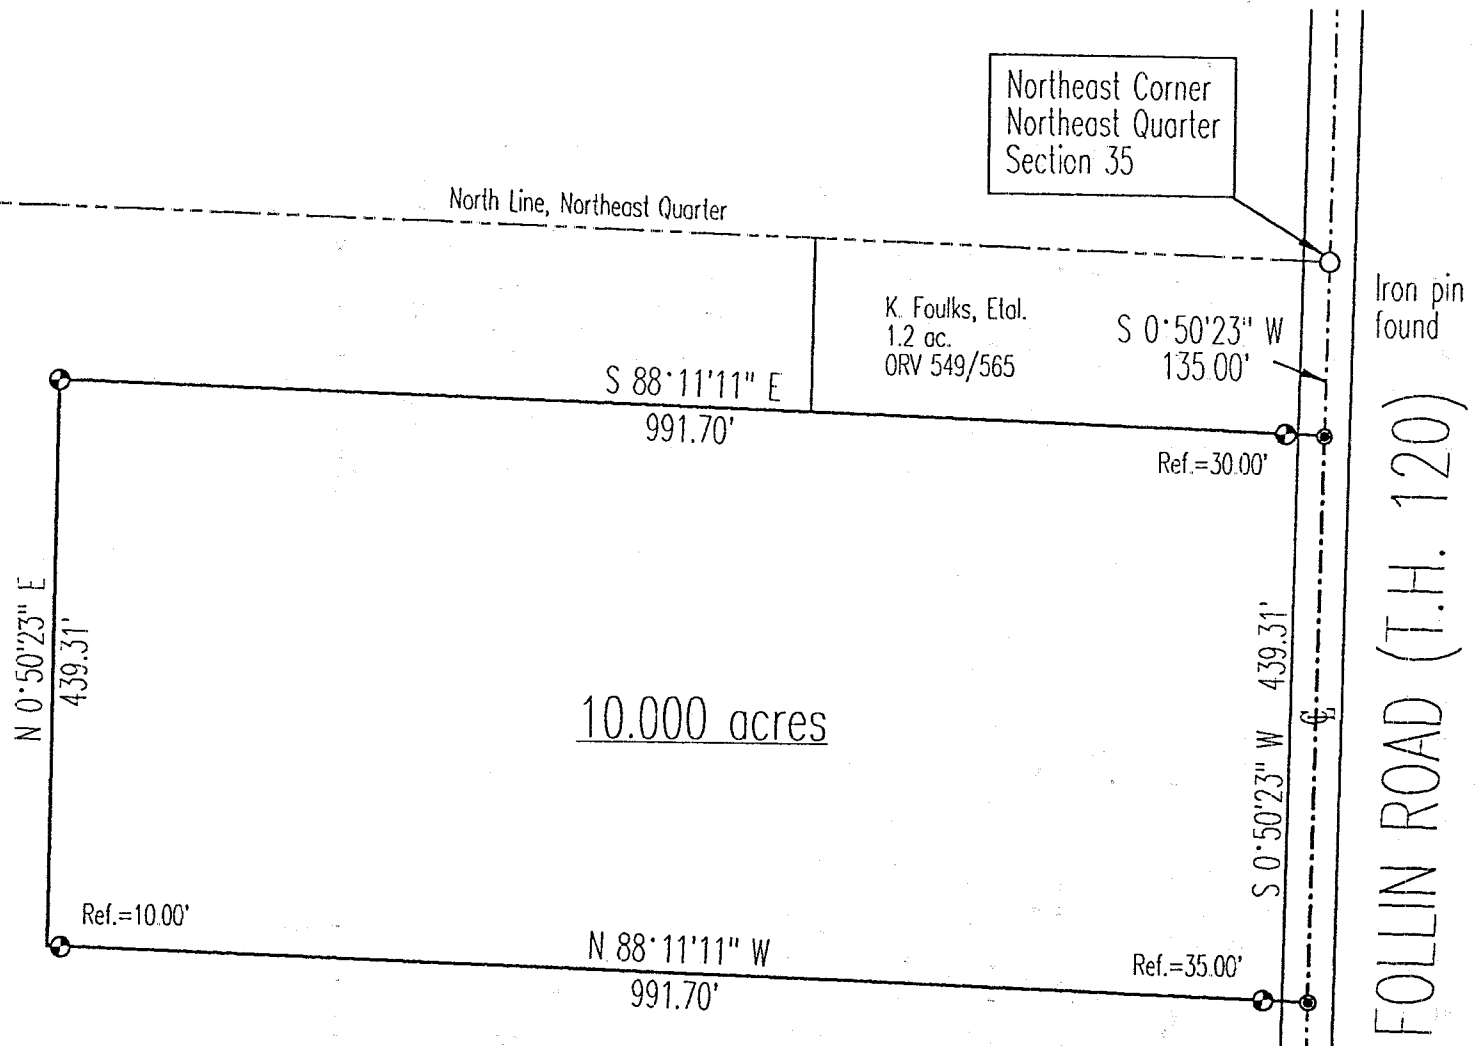 Northeast Corner
Northeast Quarter
Section 35
North Line, Northeast Quarter
Iron pin
found
K. Foulks, Etal.
1.2 ac.
ORV 549/565
S 0°50'23" W
135.00'
S 88°11'11" E
991.70'
Ref.=30.00'
N 0°50'23" E
439.31'
10.000 acres
S 0°50'23" W 439.31'
FOLLIN ROAD (T.H. 120)
Ref.=10.00'
N 88°11'11" W
991.70'
Ref.=35.00'